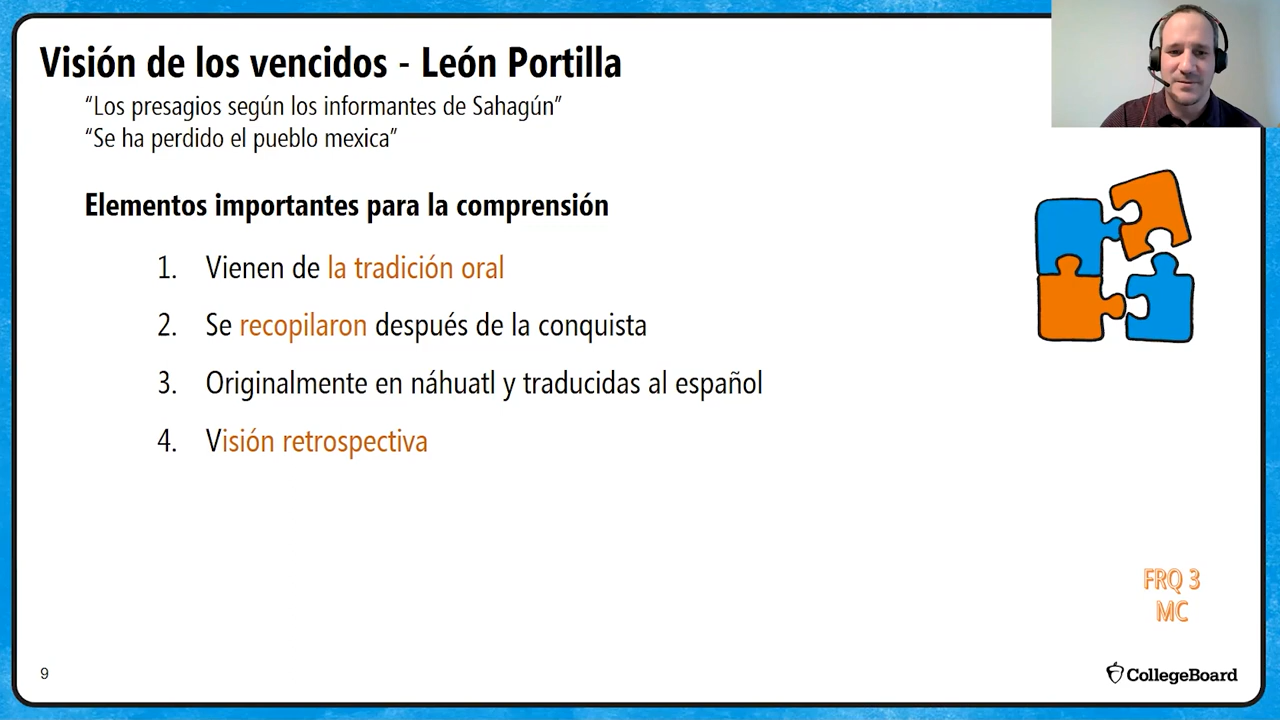 Visión de los vencidos - León Portilla
“Los presagios según los informantes de Sahagún”
“Se ha perdido el pueblo mexica”
Elementos importantes para la comprensión
1. Vienen de la tradición oral
2. Se recopilaron después de la conquista
3. Originalmente en náhuatl y traducidas al español
4. Visión retrospectiva
FRQ 3
MC
9
CollegeBoard